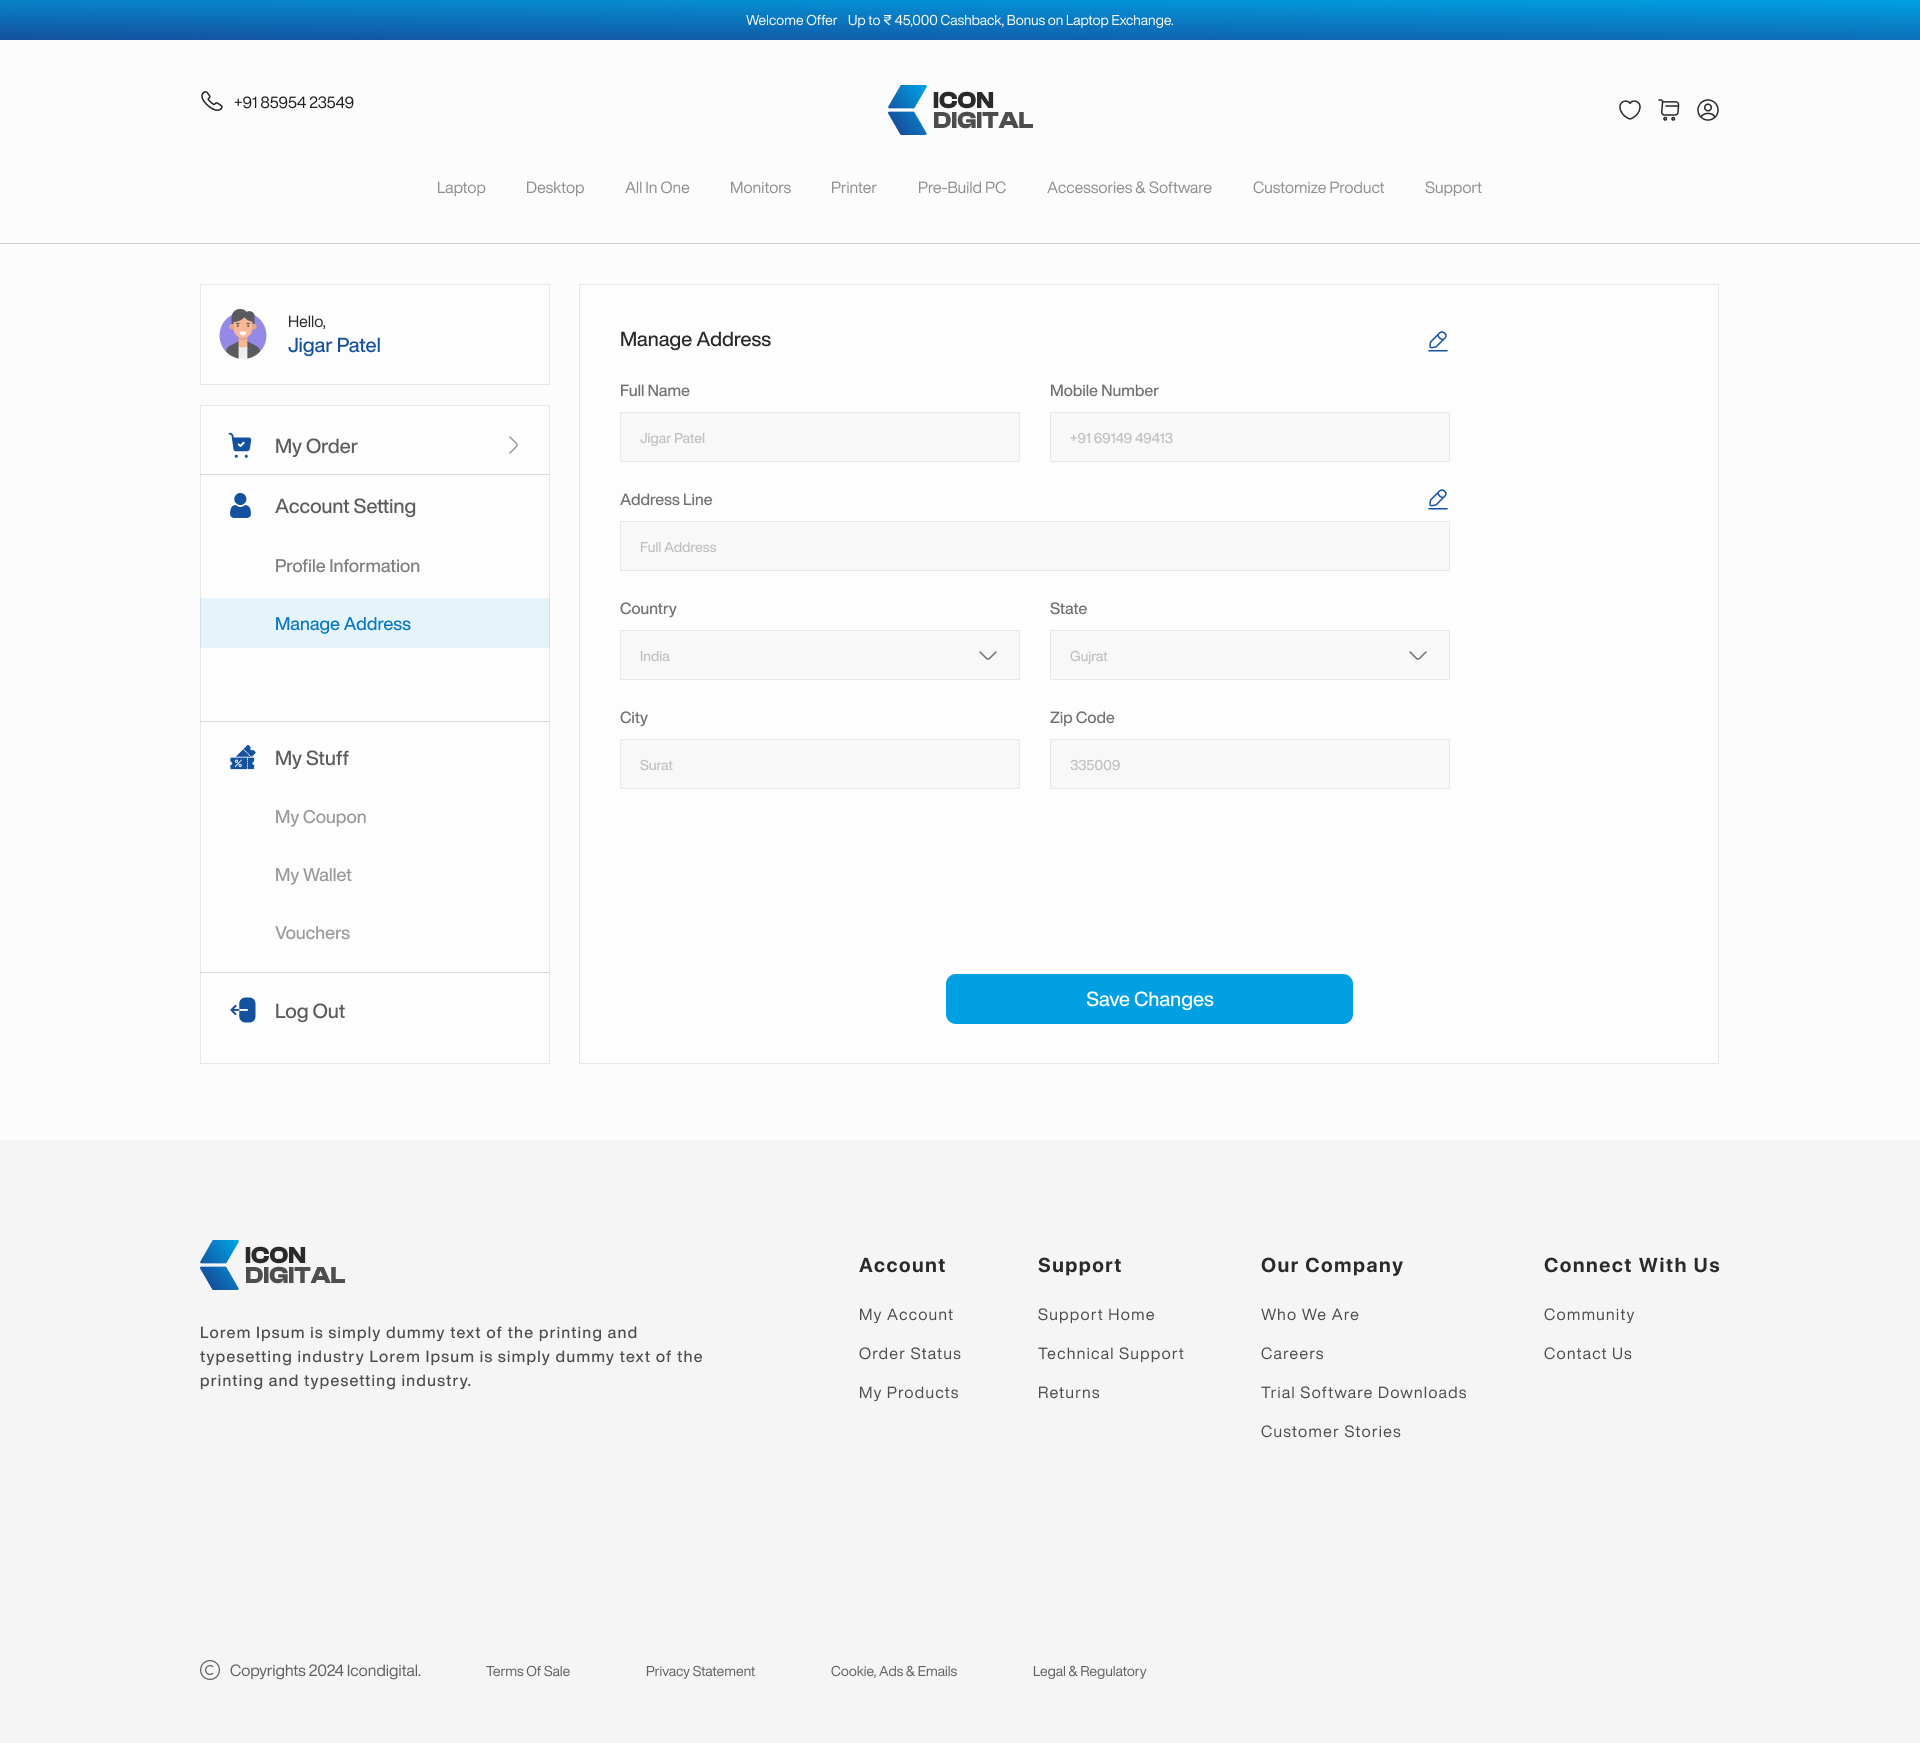 Welcome Offer Up to ₹ 45,000 Cashback, Bonus on Laptop Exchange.
+91 85954 23549
ICON
DIGITAL
Laptop Desktop All In One Monitors Printer Pre-Build PC Accessories & Software Customize Product Support
Hello,
Jigar Patel
My Order
Account Setting
Profile Information
Manage Address
My Stuff
My Coupon
My Wallet
Vouchers
Log Out
Manage Address
Full Name Mobile Number
Jigar Patel +91 69149 49413
Address Line
Full Address
Country State
India Gujrat
City Zip Code
Surat 335009
Save Changes
ICON
DIGITAL
Lorem Ipsum is simply dummy text of the printing and
typesetting industry Lorem Ipsum is simply dummy text of the
printing and typesetting industry.
Account
My Account
Order Status
My Products
Support
Support Home
Technical Support
Returns
Our Company
Who We Are
Careers
Trial Software Downloads
Customer Stories
Connect With Us
Community
Contact Us
© Copyrights 2024 Icondigital. Terms Of Sale Privacy Statement Cookie, Ads & Emails Legal & Regulatory